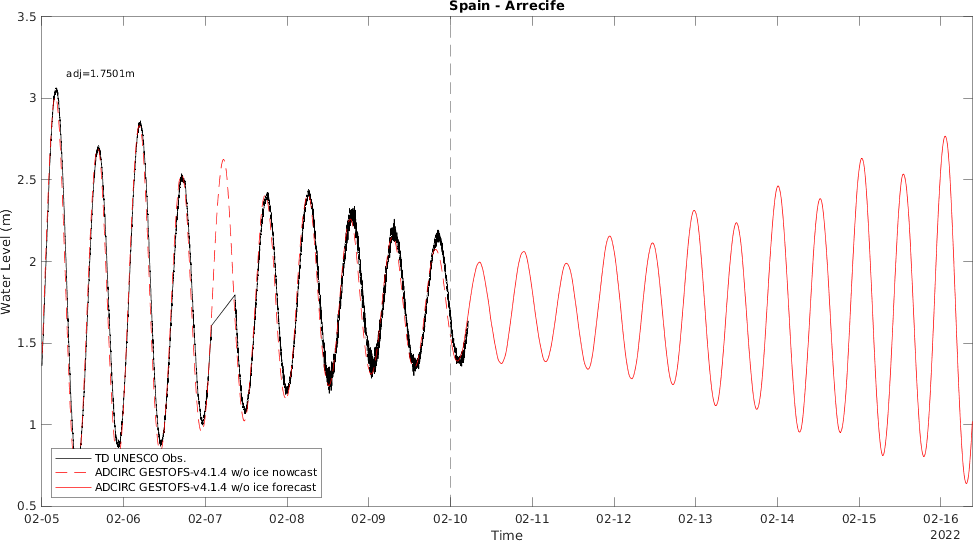 Spain - Arrecife
3.5
3
2.5
2
1.5
1
0.5
Water Level (m)
adj=1.7501m
TD UNESCO Obs.
ADCIRC GESTOFS-v4.1.4 w/o ice nowcast
ADCIRC GESTOFS-v4.1.4 w/o ice forecast
02-05 02-06 02-07 02-08 02-09 02-10 02-11 02-12 02-13 02-14 02-15 02-16
Time
2022